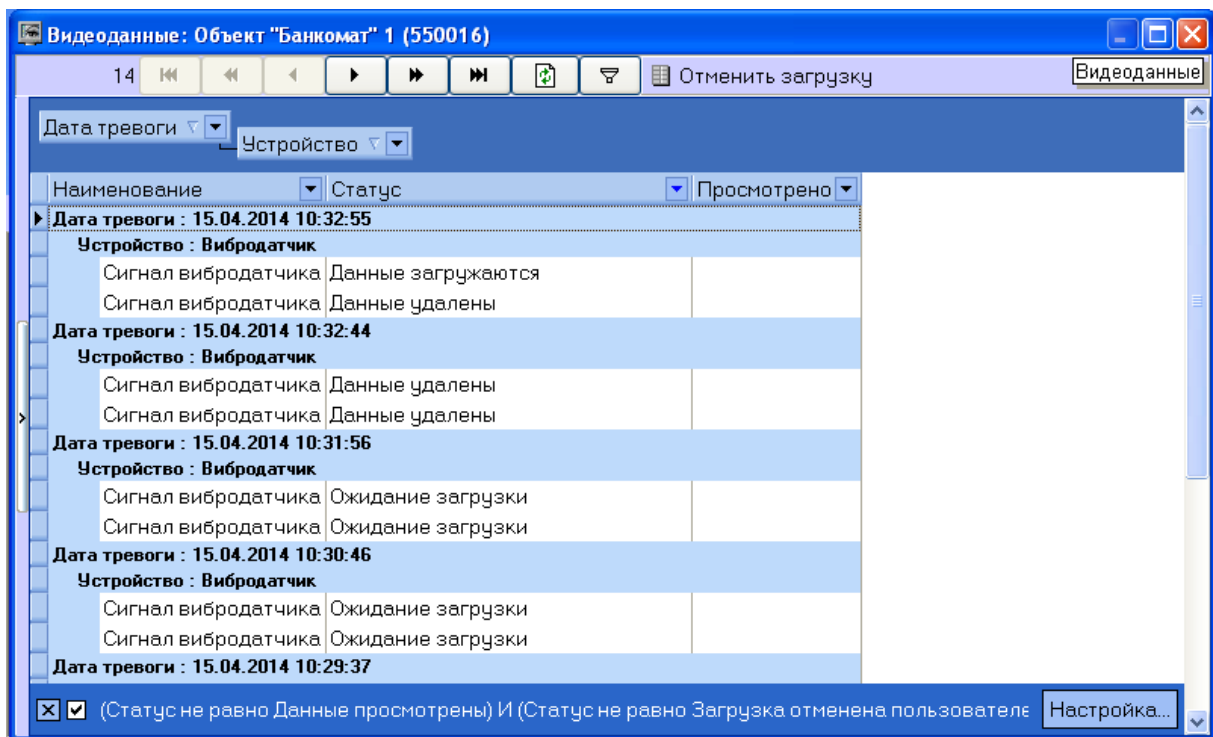 Видеоданные: Объект "Банкомат" 1 (550016)
14 Отменить загрузку Видеоданные
Дата тревоги
Устройство
Наименование Статус Просмотрено
Дата тревоги : 15.04.2014 10:32:55
Устройство : Вибродатчик
Сигнал вибродатчика Данные загружаются
Сигнал вибродатчика Данные удалены
Дата тревоги : 15.04.2014 10:32:44
Устройство : Вибродатчик
Сигнал вибродатчика Данные удалены
Сигнал вибродатчика Данные удалены
Дата тревоги : 15.04.2014 10:31:56
Устройство : Вибродатчик
Сигнал вибродатчика Ожидание загрузки
Сигнал вибродатчика Ожидание загрузки
Дата тревоги : 15.04.2014 10:30:46
Устройство : Вибродатчик
Сигнал вибродатчика Ожидание загрузки
Сигнал вибродатчика Ожидание загрузки
Дата тревоги : 15.04.2014 10:29:37
(Статус не равно Данные просмотрены) И (Статус не равно Загрузка отменена пользователе Настройка...